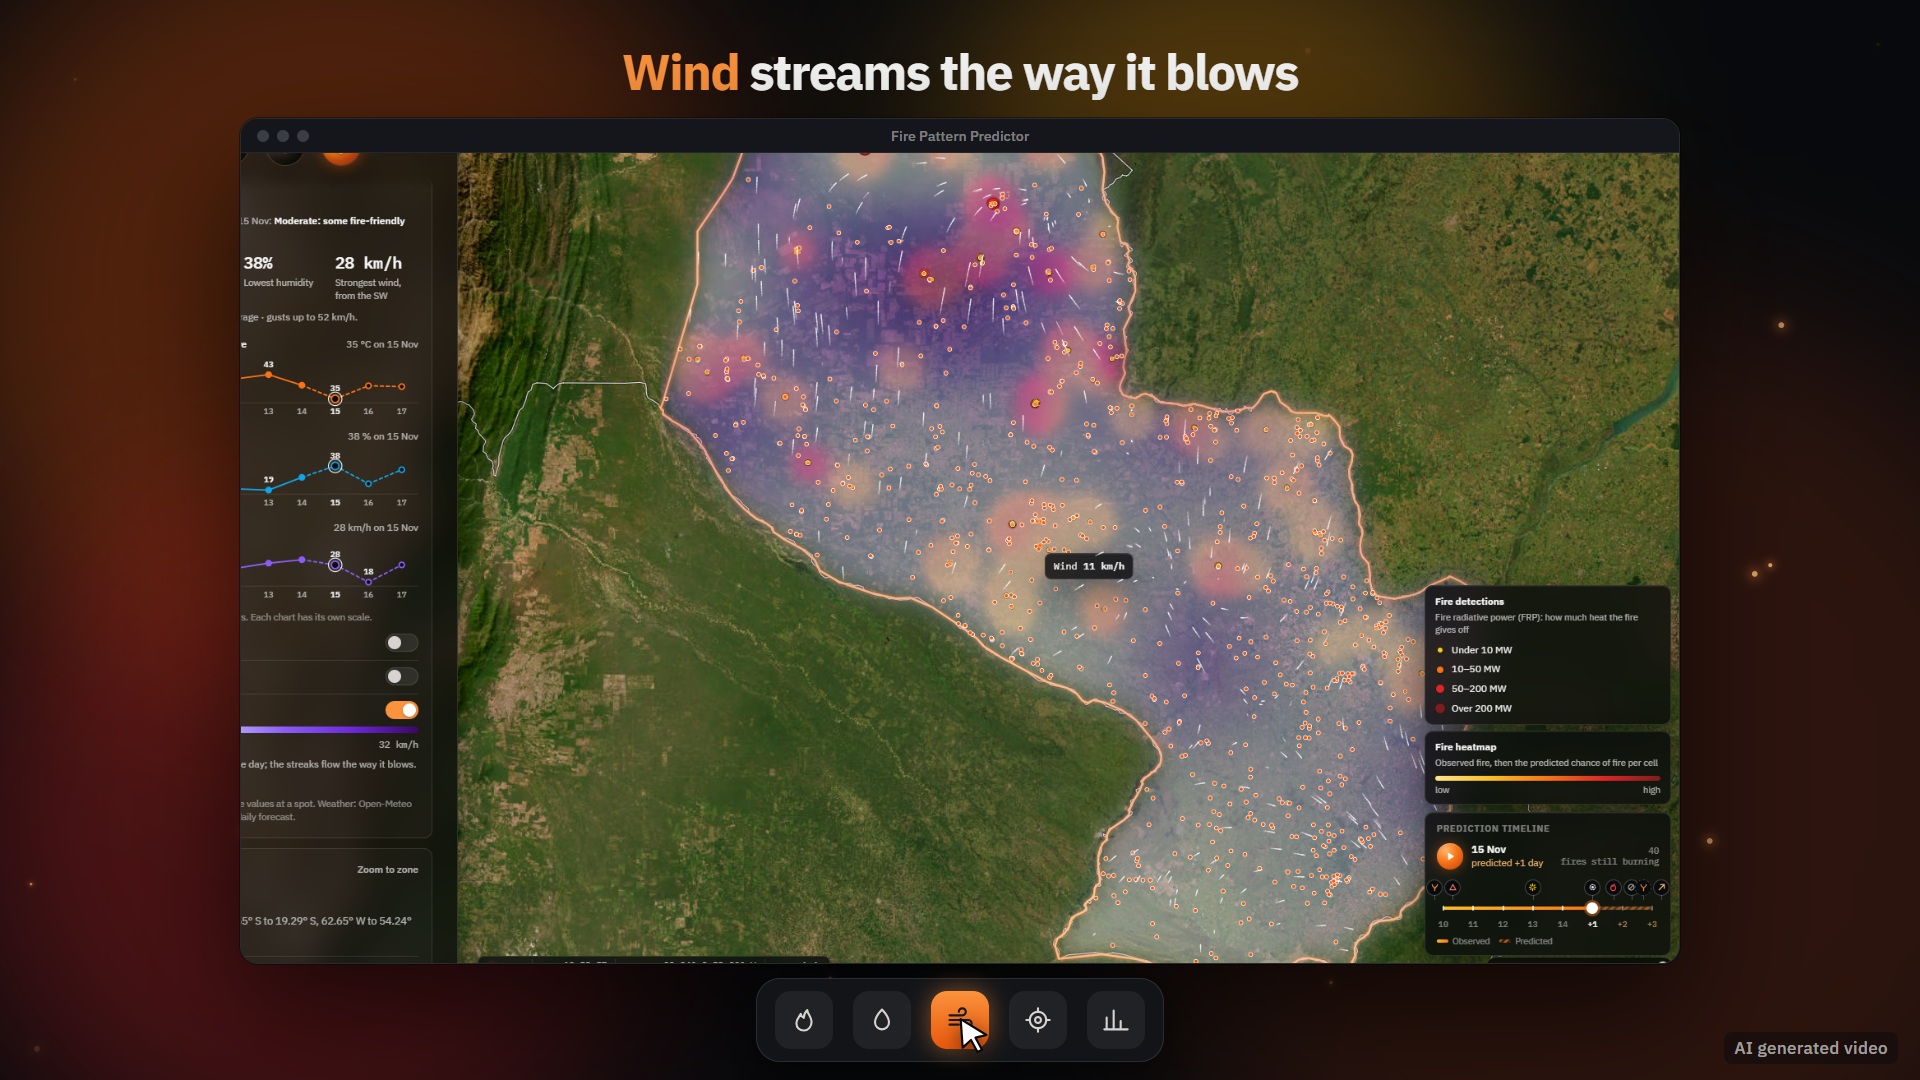 Wind streams the way it blows
Fire Pattern Predictor
15 Nov: Moderate: some fire-friendly
38%
28 km/h
Lowest humidity
Strongest wind,
from the SW
rage - gusts up to 52 km/h.
35 °C on 15 Nov
43
35
13 14 15 16 17
38 % on 15 Nov
19
38
13 14 15 16 17
28 km/h on 15 Nov
28
18
13 14 15 16 17
s. Each chart has its own scale.
32 km/h
e day; the streaks flow the way it blows.
e values at a spot. Weather: Open-Meteo
aily forecast.
Zoom to zone
5° S to 19.29° S, 62.65° W to 54.24°
Wind 11 km/h
Fire detections
Fire radiative power (FRP): how much heat the fire
gives off
Under 10 MW
10–50 MW
50–200 MW
Over 200 MW
Fire heatmap
Observed fire, then the predicted chance of fire per cell
low high
PREDICTION TIMELINE
15 Nov
predicted +1 day
40
fires still burning
10 11 12 13 14 +1 +2 +3
Observed Predicted
AI generated video